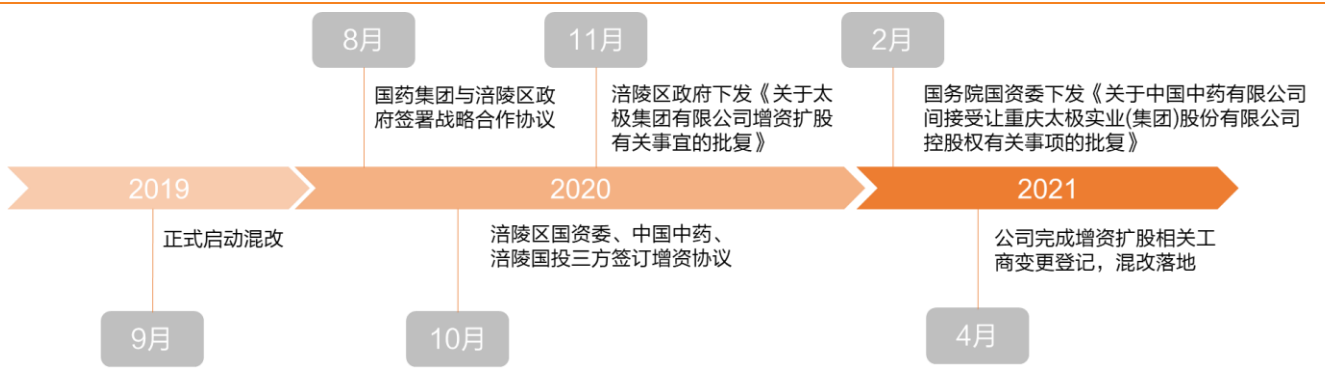 8月
国药集团与涪陵区政
府签署战略合作协议
11月
涪陵区政府下发《关于太
极集团有限公司增资扩股
有关事宜的批复》
2月
国务院国资委下发《关于中国中药有限公司
间接受让重庆太极实业(集团)股份有限公司
控股权有关事项的批复》
2019
2020
2021
正式启动混改
9月
涪陵区国资委、中国中药、
涪陵国投三方签订增资协议
10月
公司完成增资扩股相关工
商变更登记，混改落地
4月